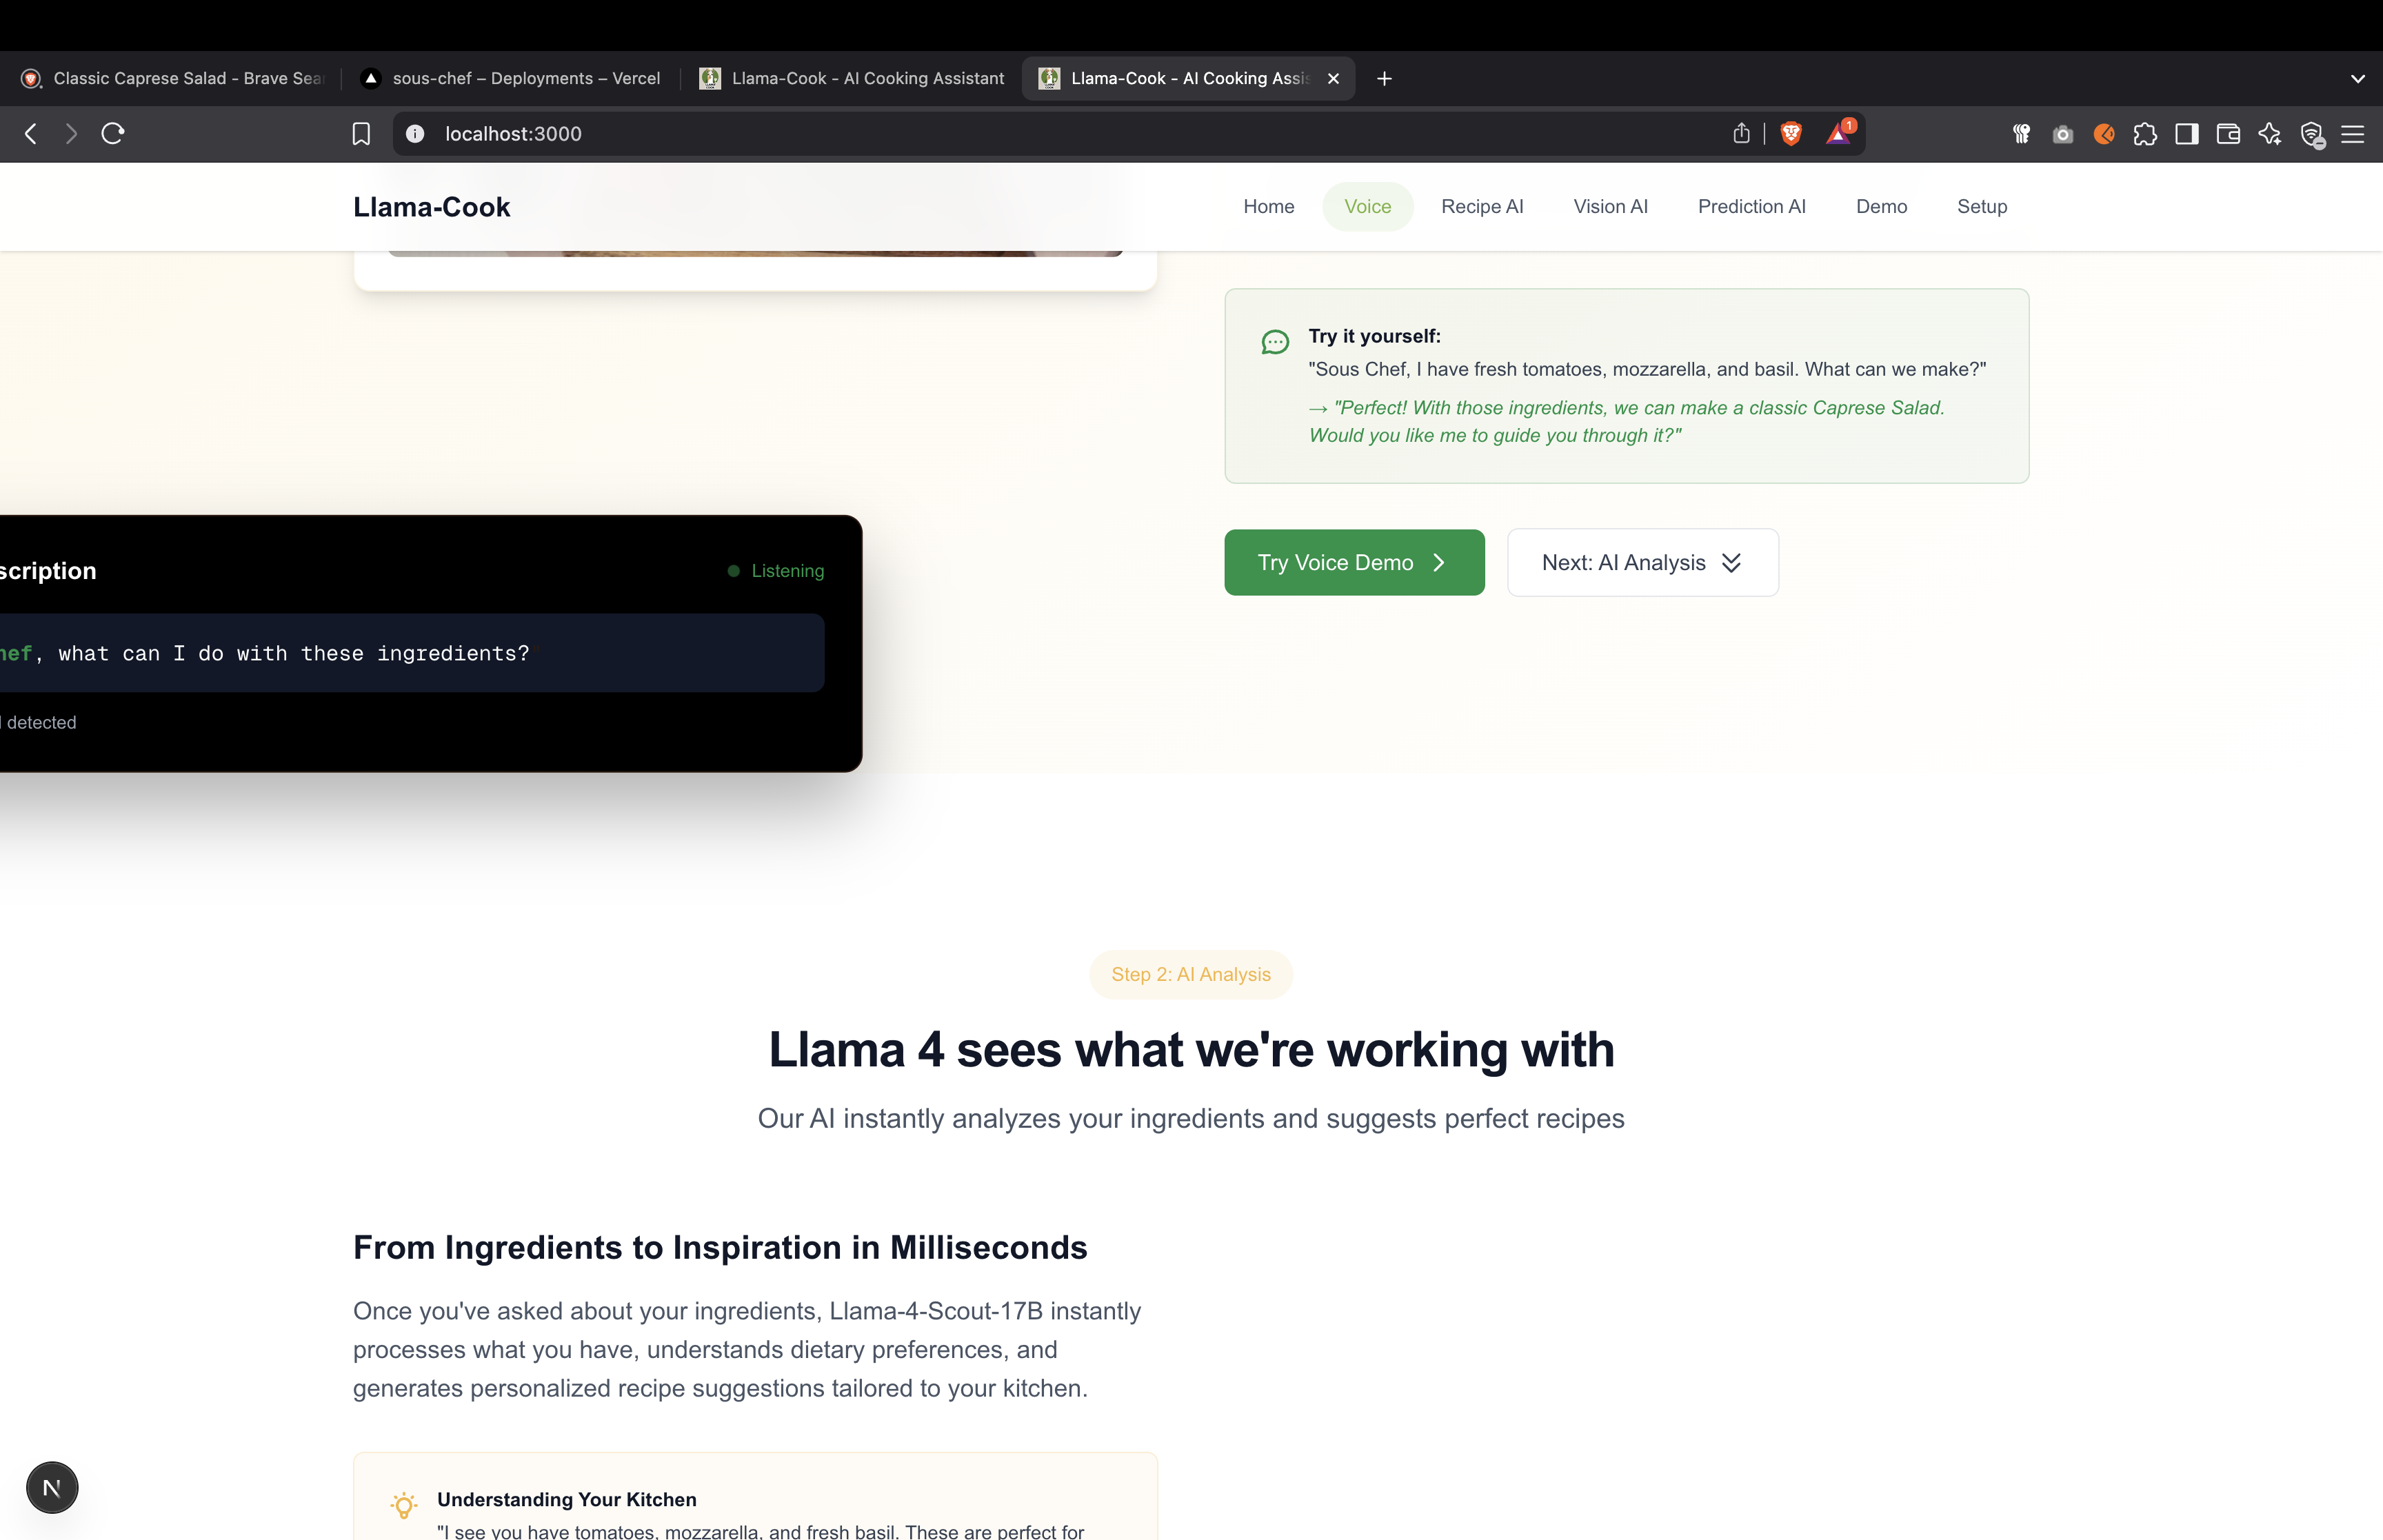 Classic Caprese Salad - Brave Sea
sous-chef – Deployments – Vercel
Llama-Cook - AI Cooking Assistant
Llama-Cook - AI Cooking Assis
localhost:3000
1
Llama-Cook
Home
Voice
Recipe AI
Vision AI
Prediction AI
Demo
Setup
Try it yourself:
"Sous Chef, I have fresh tomatoes, mozzarella, and basil. What can we make?"
→ "Perfect! With those ingredients, we can make a classic Caprese Salad.
Would you like me to guide you through it?"
Try Voice Demo
Next: AI Analysis
scription
Listening
hef, what can I do with these ingredients?"
detected
Step 2: AI Analysis
Llama 4 sees what we're working with
Our AI instantly analyzes your ingredients and suggests perfect recipes
From Ingredients to Inspiration in Milliseconds
Once you've asked about your ingredients, Llama-4-Scout-17B instantly
processes what you have, understands dietary preferences, and
generates personalized recipe suggestions tailored to your kitchen.
Understanding Your Kitchen
"I see you have tomatoes, mozzarella, and fresh basil. These are perfect for
N